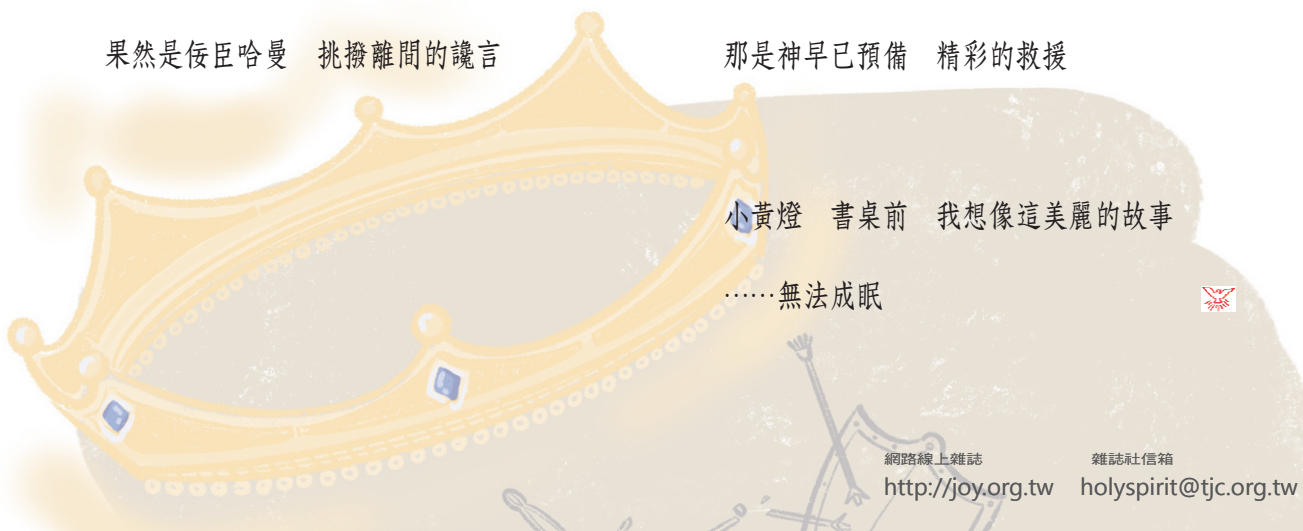 果然是佞臣哈曼　挑撥離間的讒言
那是神早已預備　精彩的救援
小黃燈　書桌前　我想像這美麗的故事
……無法成眠
網路線上雜誌
http://joy.org.tw
雜誌社信箱
holyspirit@tjc.org.tw